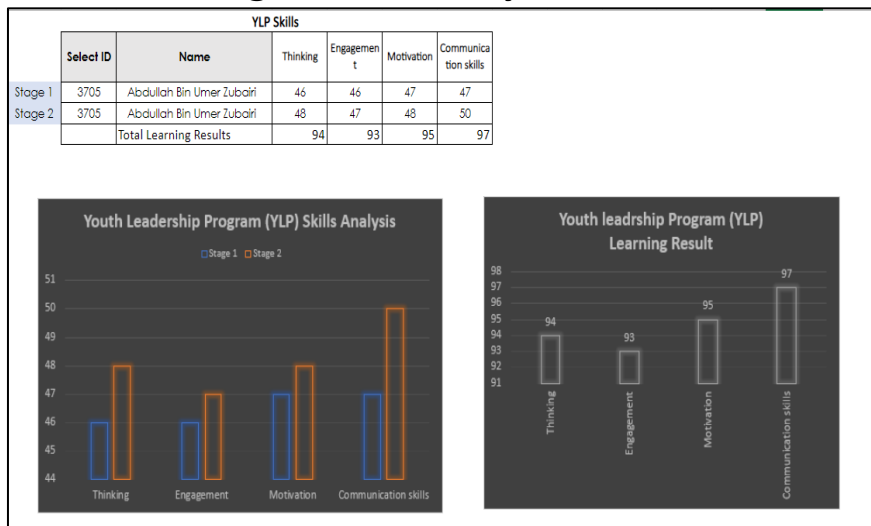 YLP Skills
Select ID Name Thinking Engagemen Motivation Communica
t tion skills
Stage 1 3705 Abdullah Bin Umer Zubairi 46 46 47 47
Stage 2 3705 Abdullah Bin Umer Zubairi 48 47 48 50
Total Learning Results 94 93 95 97
Youth Leadership Program (YLP) Skills Analysis
Stage 1 Stage 2
51
50
49
48
47
46
45
44
Thinking Engagement Motivation Communication skills
Youth leadrship Program (YLP)
Learning Result
98
97
96
95
94
93
92
91
94
93
95
97
Thinking
Engagement
Motivation
Communication skills